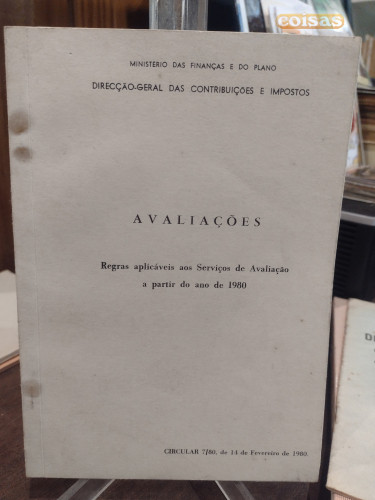 coisas
MINISTÉRIO DAS FINANÇAS E DO PLANO
DIRECÇÃO-GERAL DAS CONTRIBUIÇÕES E IMPOSTOS
AVALIAÇÕES
Regras aplicáveis aos Serviços de Avaliação
a partir do ano de 1980
CIRCULAR 7/80, de 14 de Fevereiro de 1980.